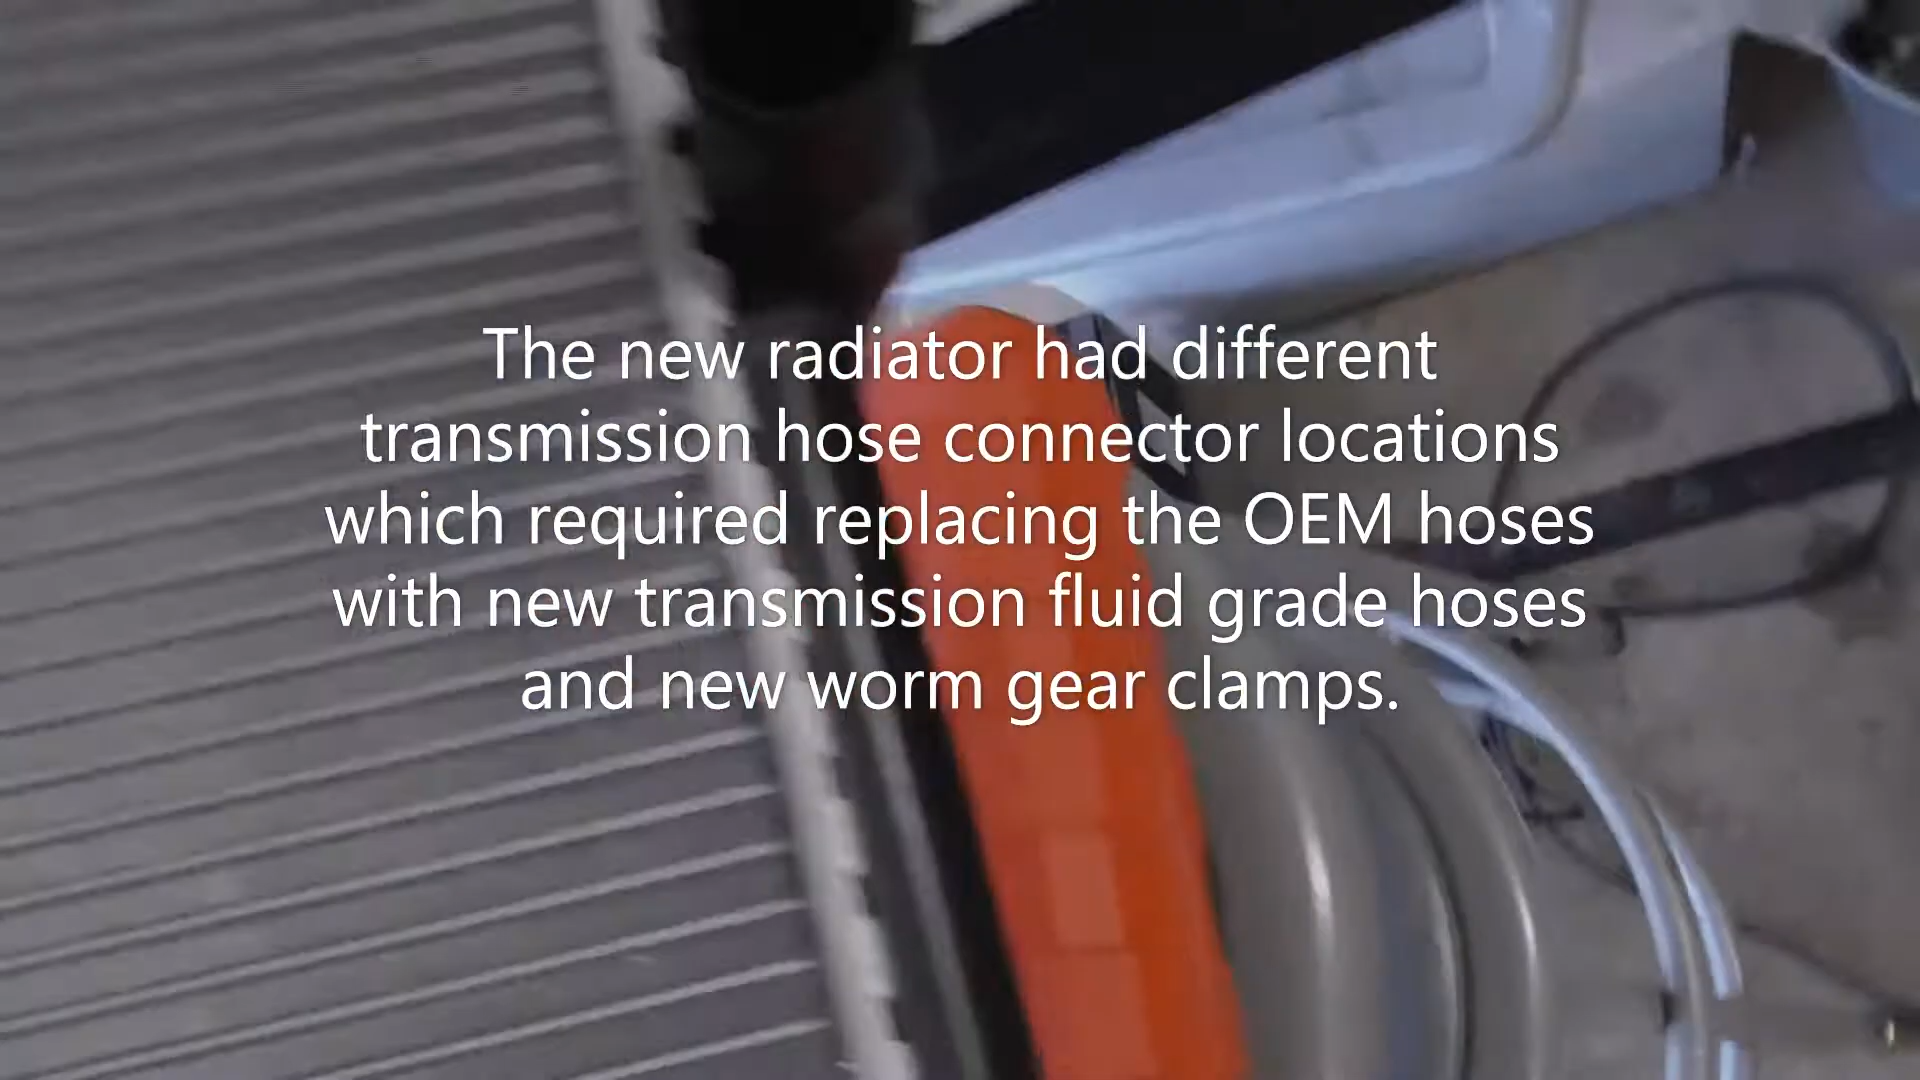 The new radiator had different
transmission hose connector locations
which required replacing the OEM hoses
with new transmission fluid grade hoses
and new worm gear clamps.